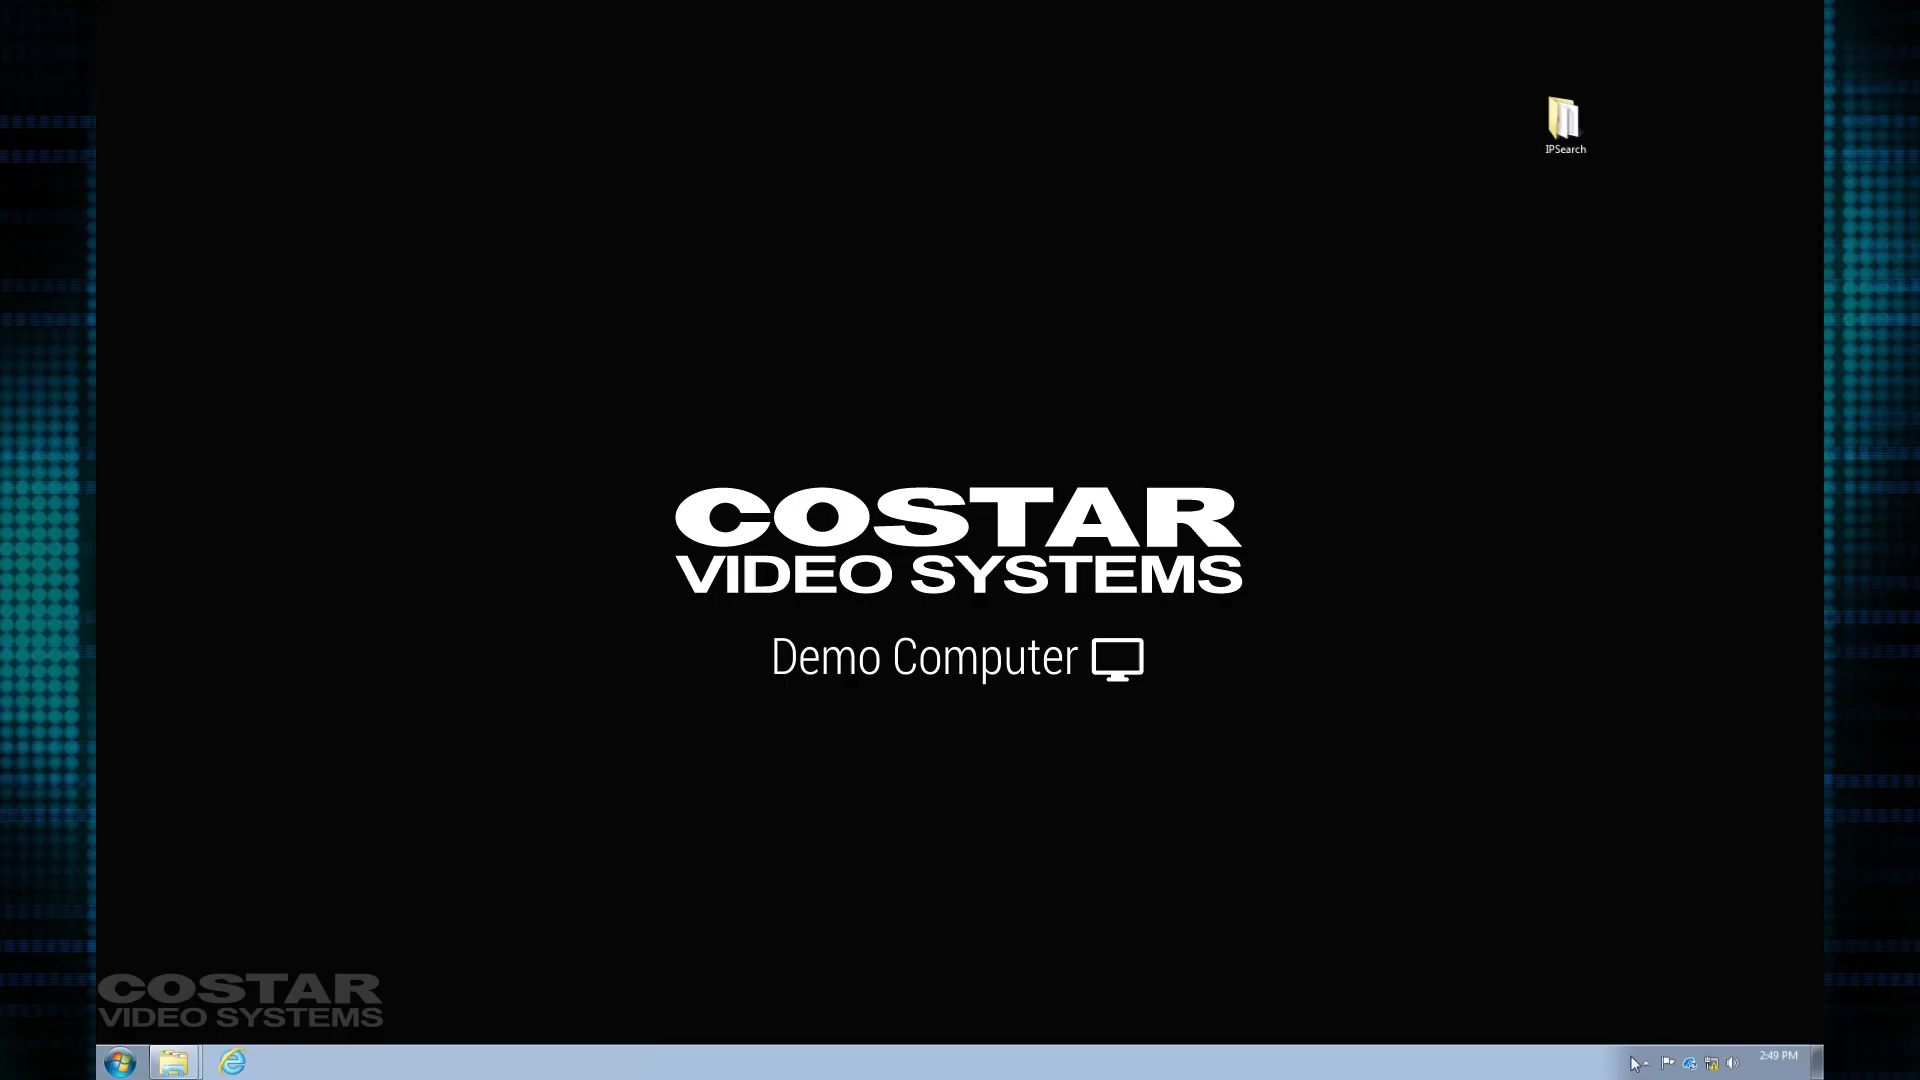 IPSearch
COSTAR
VIDEO SYSTEMS
Demo Computer
COSTAR
VIDEO SYSTEMS
2:49 PM